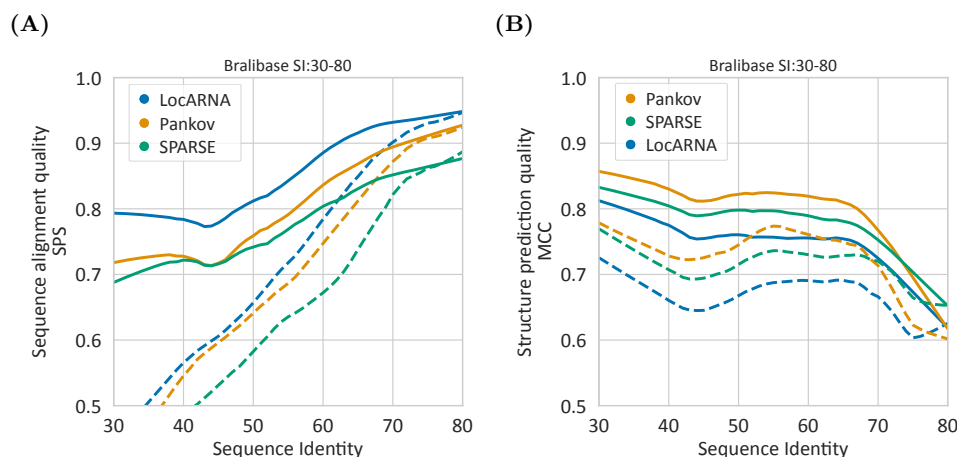 (A)
Bralibase SI:30-80
Sequence alignment quality
SPS
1.0
0.9
0.8
0.7
0.6
0.5
LocARNA
Pankov
SPARSE
30 40 50 60 70 80
Sequence Identity
(B)
Bralibase SI:30-80
Structure prediction quality
MCC
1.0
0.9
0.8
0.7
0.6
0.5
Pankov
SPARSE
LocARNA
30 40 50 60 70 80
Sequence Identity